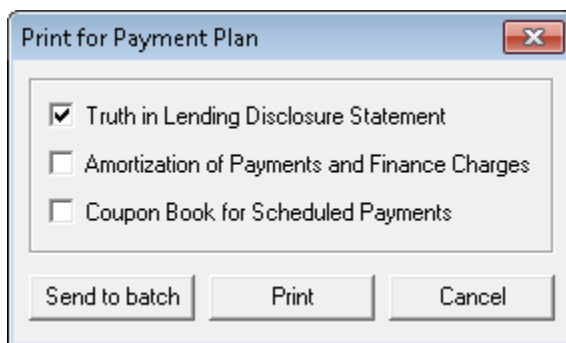 Print for Payment Plan
Truth in Lending Disclosure Statement
Amortization of Payments and Finance Charges
Coupon Book for Scheduled Payments
Send to batch Print Cancel